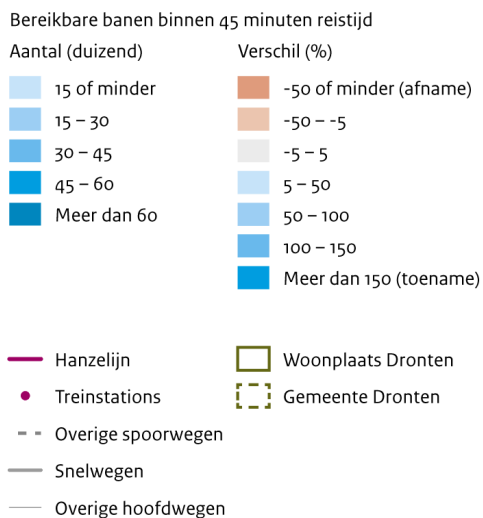 Bereikbare banen binnen 45 minuten reistijd
Aantal (duizend)
15 of minder
15 – 30
30 – 45
45 – 60
Meer dan 60
Verschil (%)
-50 of minder (afname)
-50 – -5
-5 – 5
5 – 50
50 – 100
100 – 150
Meer dan 150 (toename)
Hanzelijn
Treinstations
Overige spoorwegen
Snelwegen
Overige hoofdwegen
Woonplaats Dronten
Gemeente Dronten